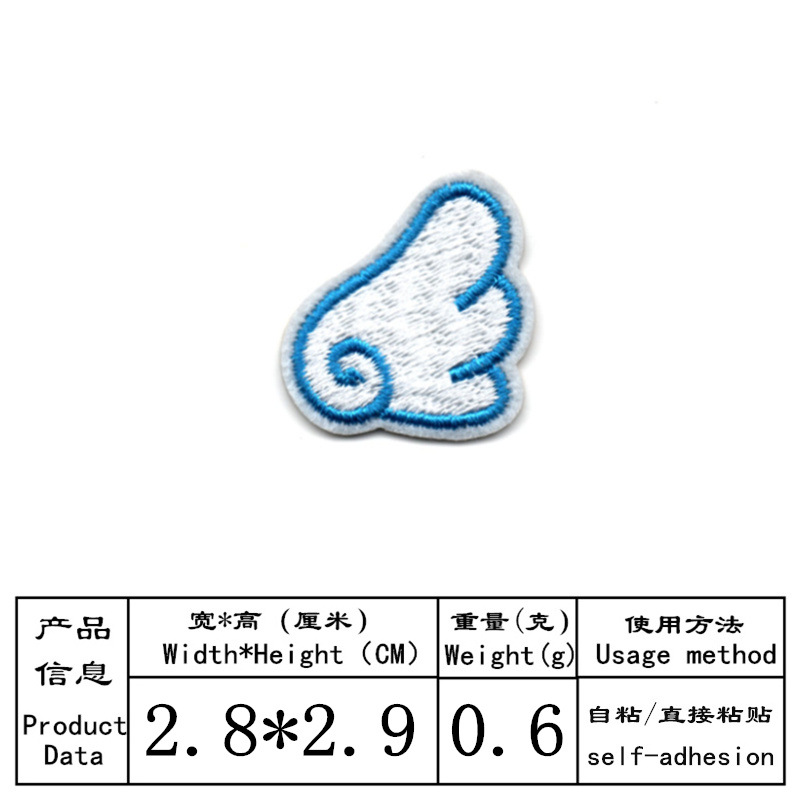 产品
信息
Product
Data
宽*高 (厘米)
Width*Height (CM)
2.8*2.9
重量(克)
Weight(g)
0.6
使用方法
Usage method
自粘/直接粘贴
self-adhesion